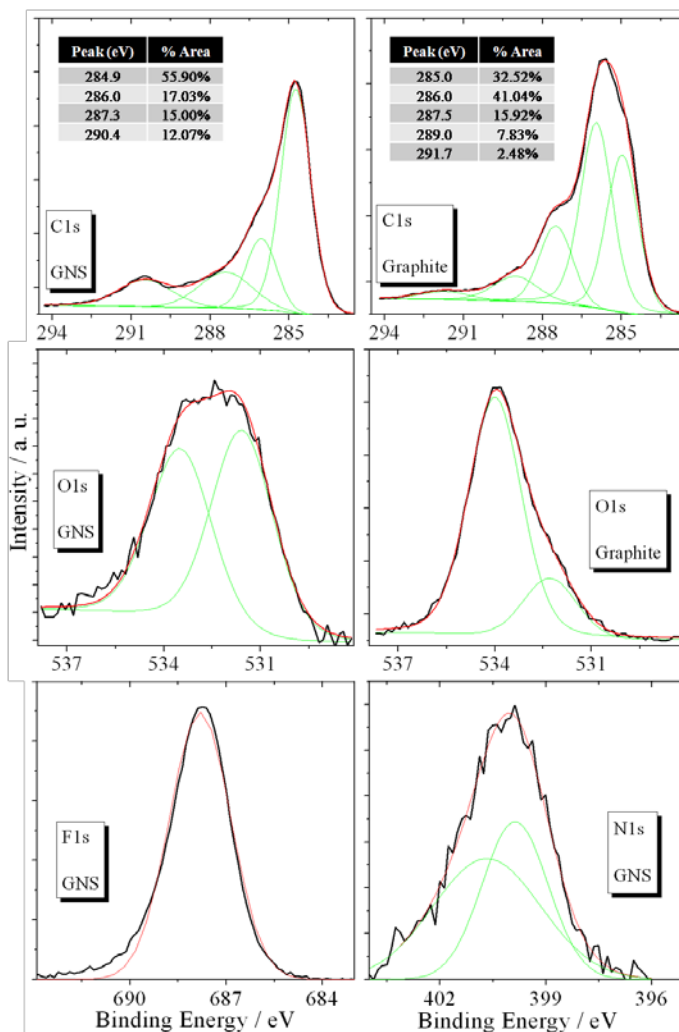 Peak (eV) % Area
284.9 55.90%
286.0 17.03%
287.3 15.00%
290.4 12.07%
C1s
GNS
294 291 288 285
Peak (eV) % Area
285.0 32.52%
286.0 41.04%
287.5 15.92%
289.0 7.83%
291.7 2.48%
C1s
Graphite
294 291 288 285
Intensity / a. u.
O1s
GNS
537 534 531
O1s
Graphite
537 534 531
F1s
GNS
690 687 684
Binding Energy / eV
N1s
GNS
402 399 396
Binding Energy / eV